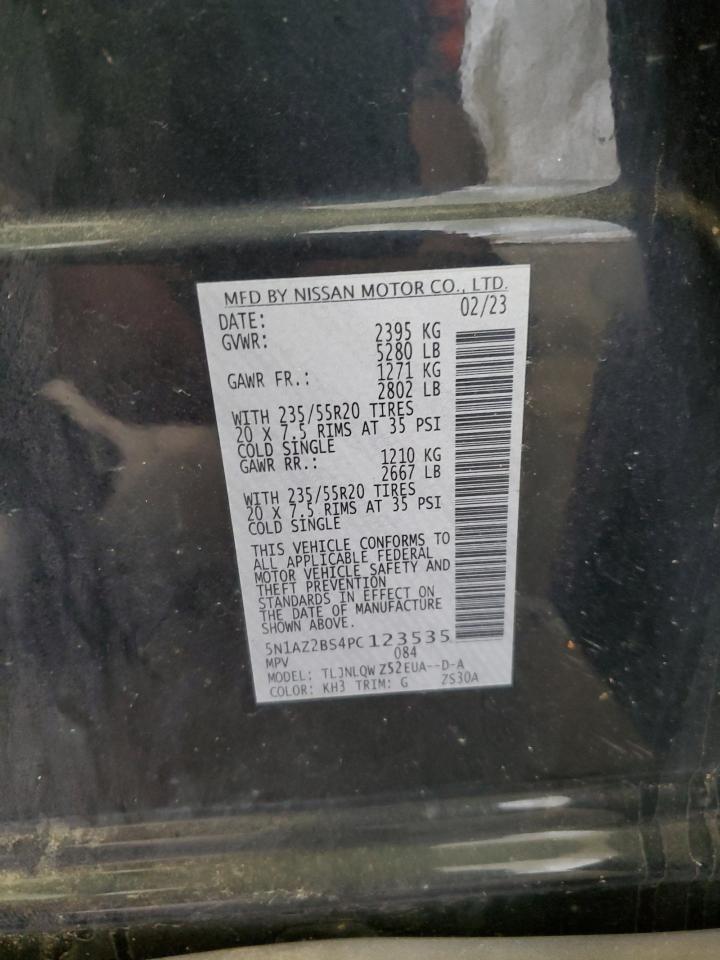 MFD BY NISSAN MOTOR CO., LTD.
DATE: 02/23
GVWR: 2395 KG
5280 LB
GAWR FR.: 1271 KG
2802 LB
WITH 235/55R20 TIRES
20 X 7.5 RIMS AT 35 PSI
COLD SINGLE
GAWR RR.: 1210 KG
2667 LB
WITH 235/55R20 TIRES
20 X 7.5 RIMS AT 35 PSI
COLD SINGLE
THIS VEHICLE CONFORMS TO
ALL APPLICABLE FEDERAL
MOTOR VEHICLE SAFETY AND
THEFT PREVENTION
STANDARDS IN EFFECT ON
THE DATE OF MANUFACTURE
SHOWN ABOVE.
5N1AZ2BS4PC123535
MPV 084
MODEL: TLJNLQW Z52EUA--D-A
COLOR: KH3 TRIM: G ZS30A